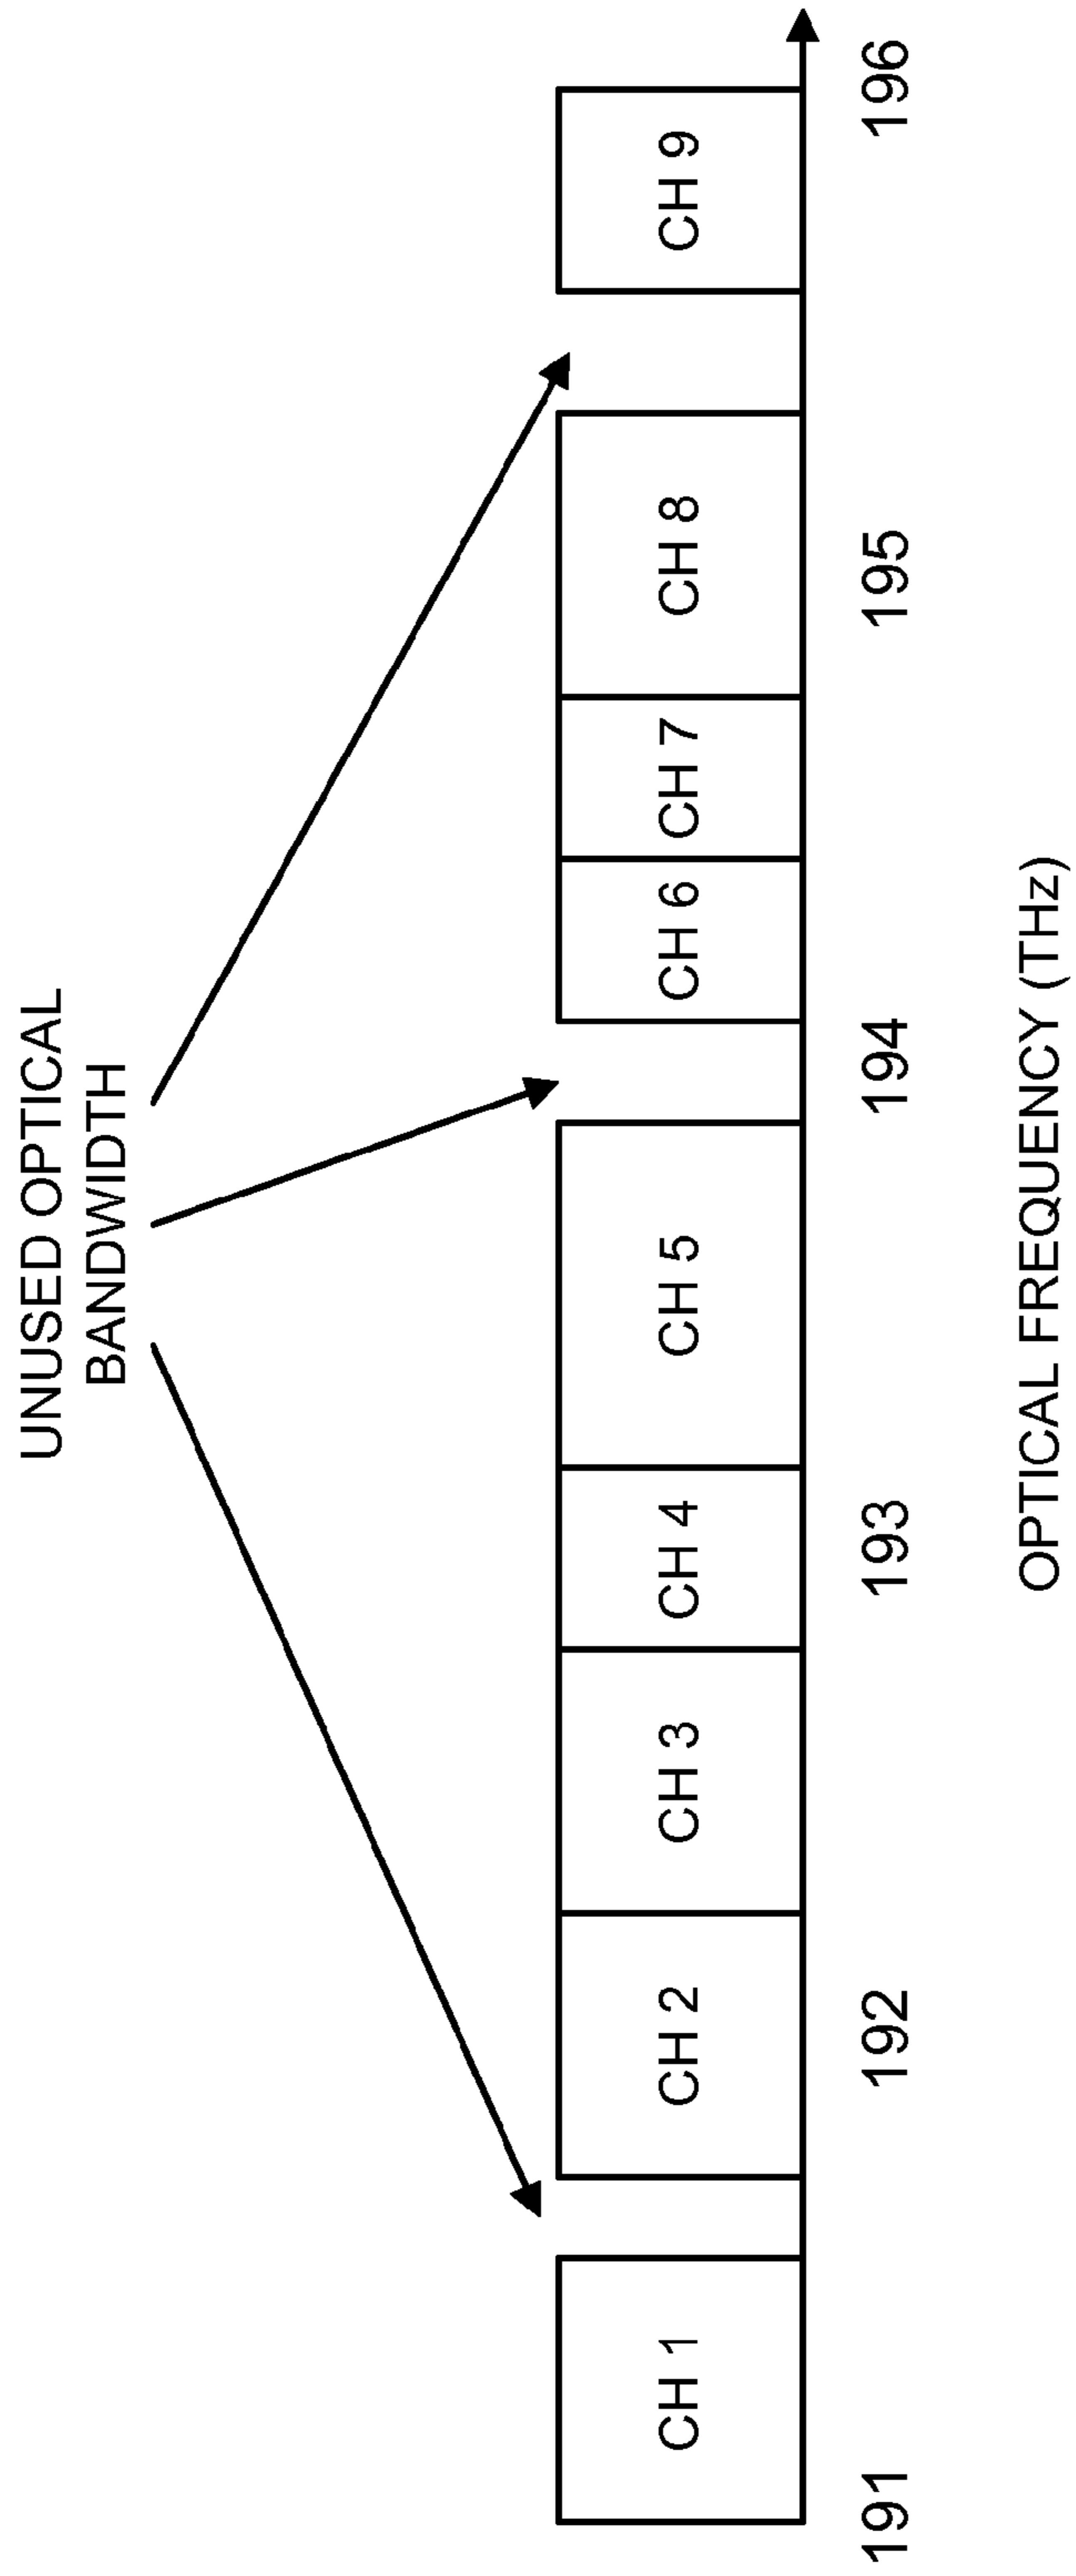 UNUSED OPTICAL
BANDWIDTH
CH 1
CH 2
CH 3
CH 4
CH 5
CH 6
CH 7
CH 8
CH 9
191
192
193
194
195
196
OPTICAL FREQUENCY (THz)